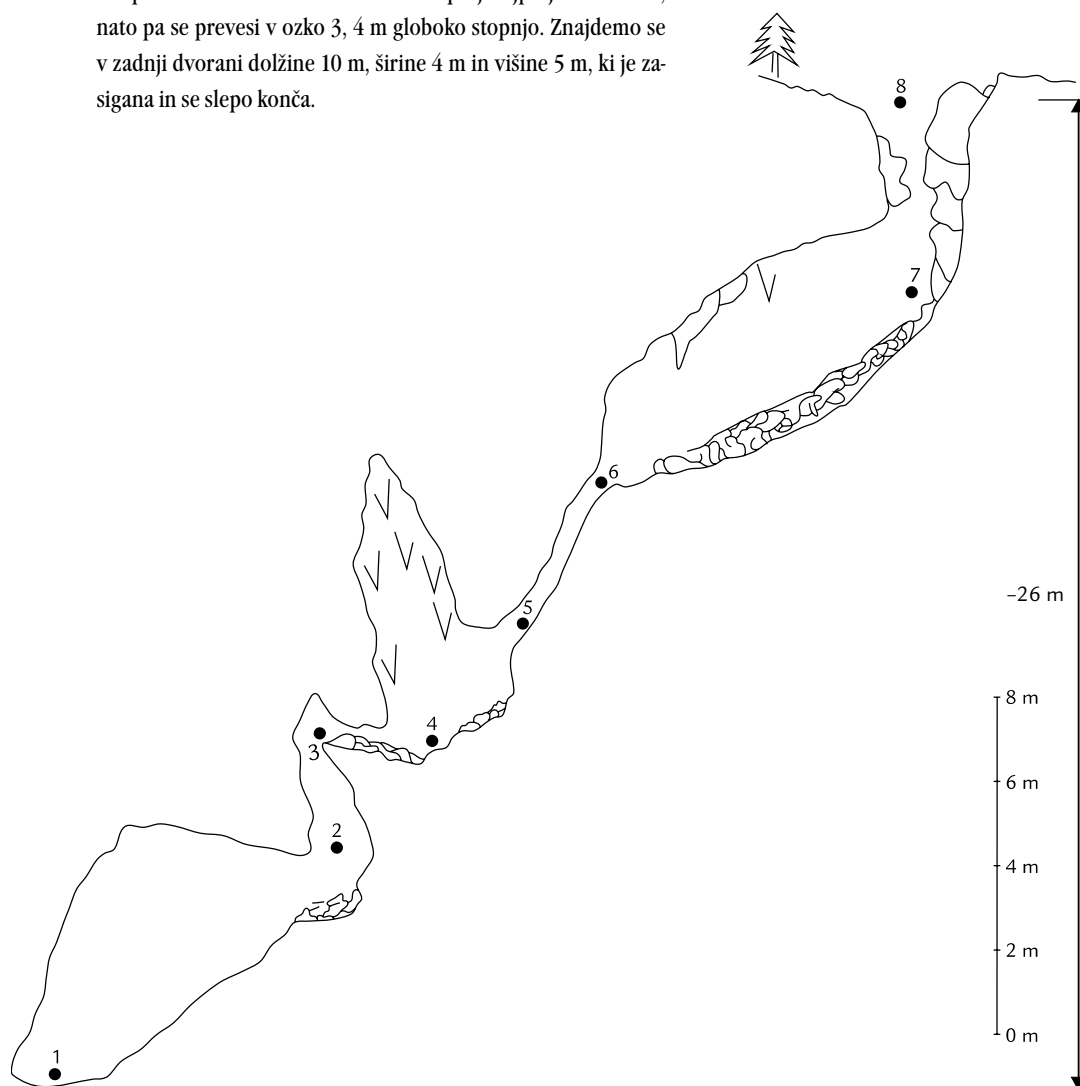 nato pa se prevesi v ozko 3, 4 m globoko stopnjo. Znajdemo se
v zadnji dvorani dolžine 10 m, širine 4 m in višine 5 m, ki je za-
sigana in se slepo konča.
8
7
6
5
4
3
2
1
–26 m
8 m
6 m
4 m
2 m
0 m